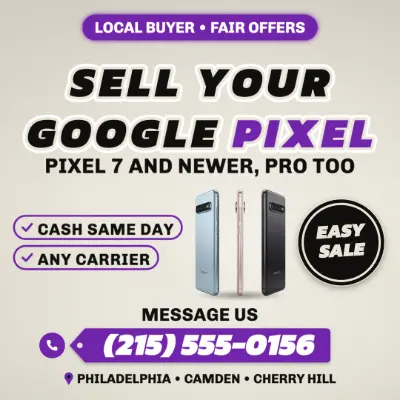 LOCAL BUYER • FAIR OFFERS
SELL YOUR
GOOGLE PIXEL
PIXEL 7 AND NEWER, PRO TOO
CASH SAME DAY
ANY CARRIER
EASY
SALE
MESSAGE US
(215) 555-0156
PHILADELPHIA • CAMDEN • CHERRY HILL